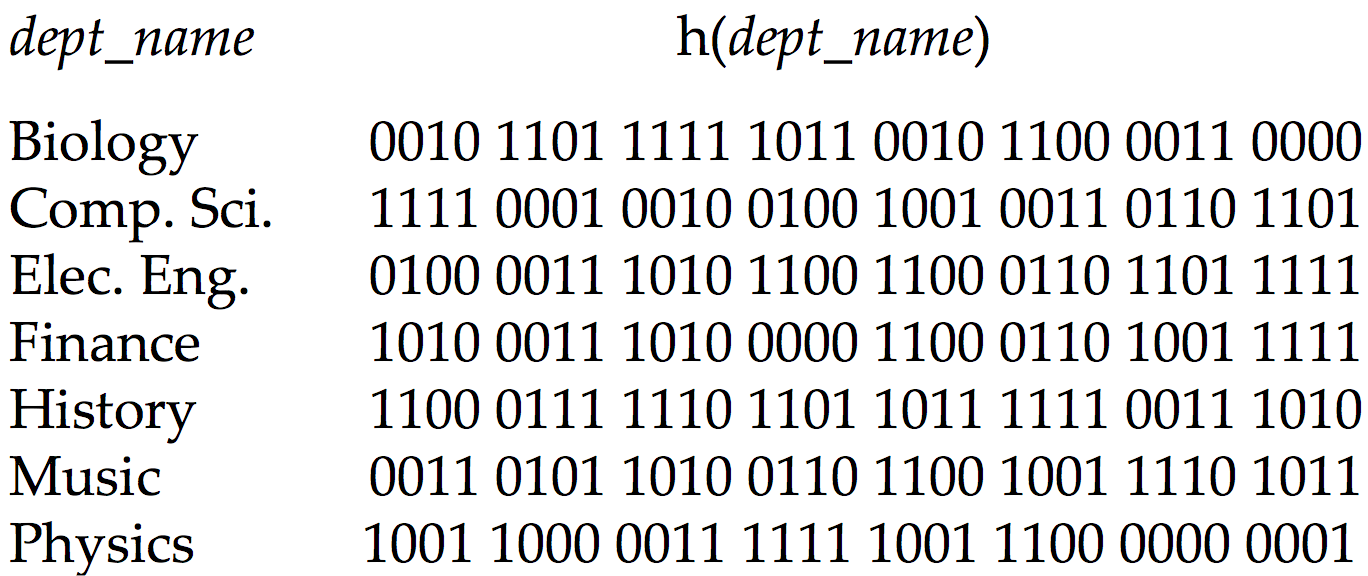 dept_name h(dept_name)
Biology 0010 1101 1111 1011 0010 1100 0011 0000
Comp. Sci. 1111 0001 0010 0100 1001 0011 0110 1101
Elec. Eng. 0100 0011 1010 1100 1100 0110 1101 1111
Finance 1010 0011 1010 0000 1100 0110 1001 1111
History 1100 0111 1110 1101 1011 1111 0011 1010
Music 0011 0101 1010 0110 1100 1001 1110 1011
Physics 1001 1000 0011 1111 1001 1100 0000 0001